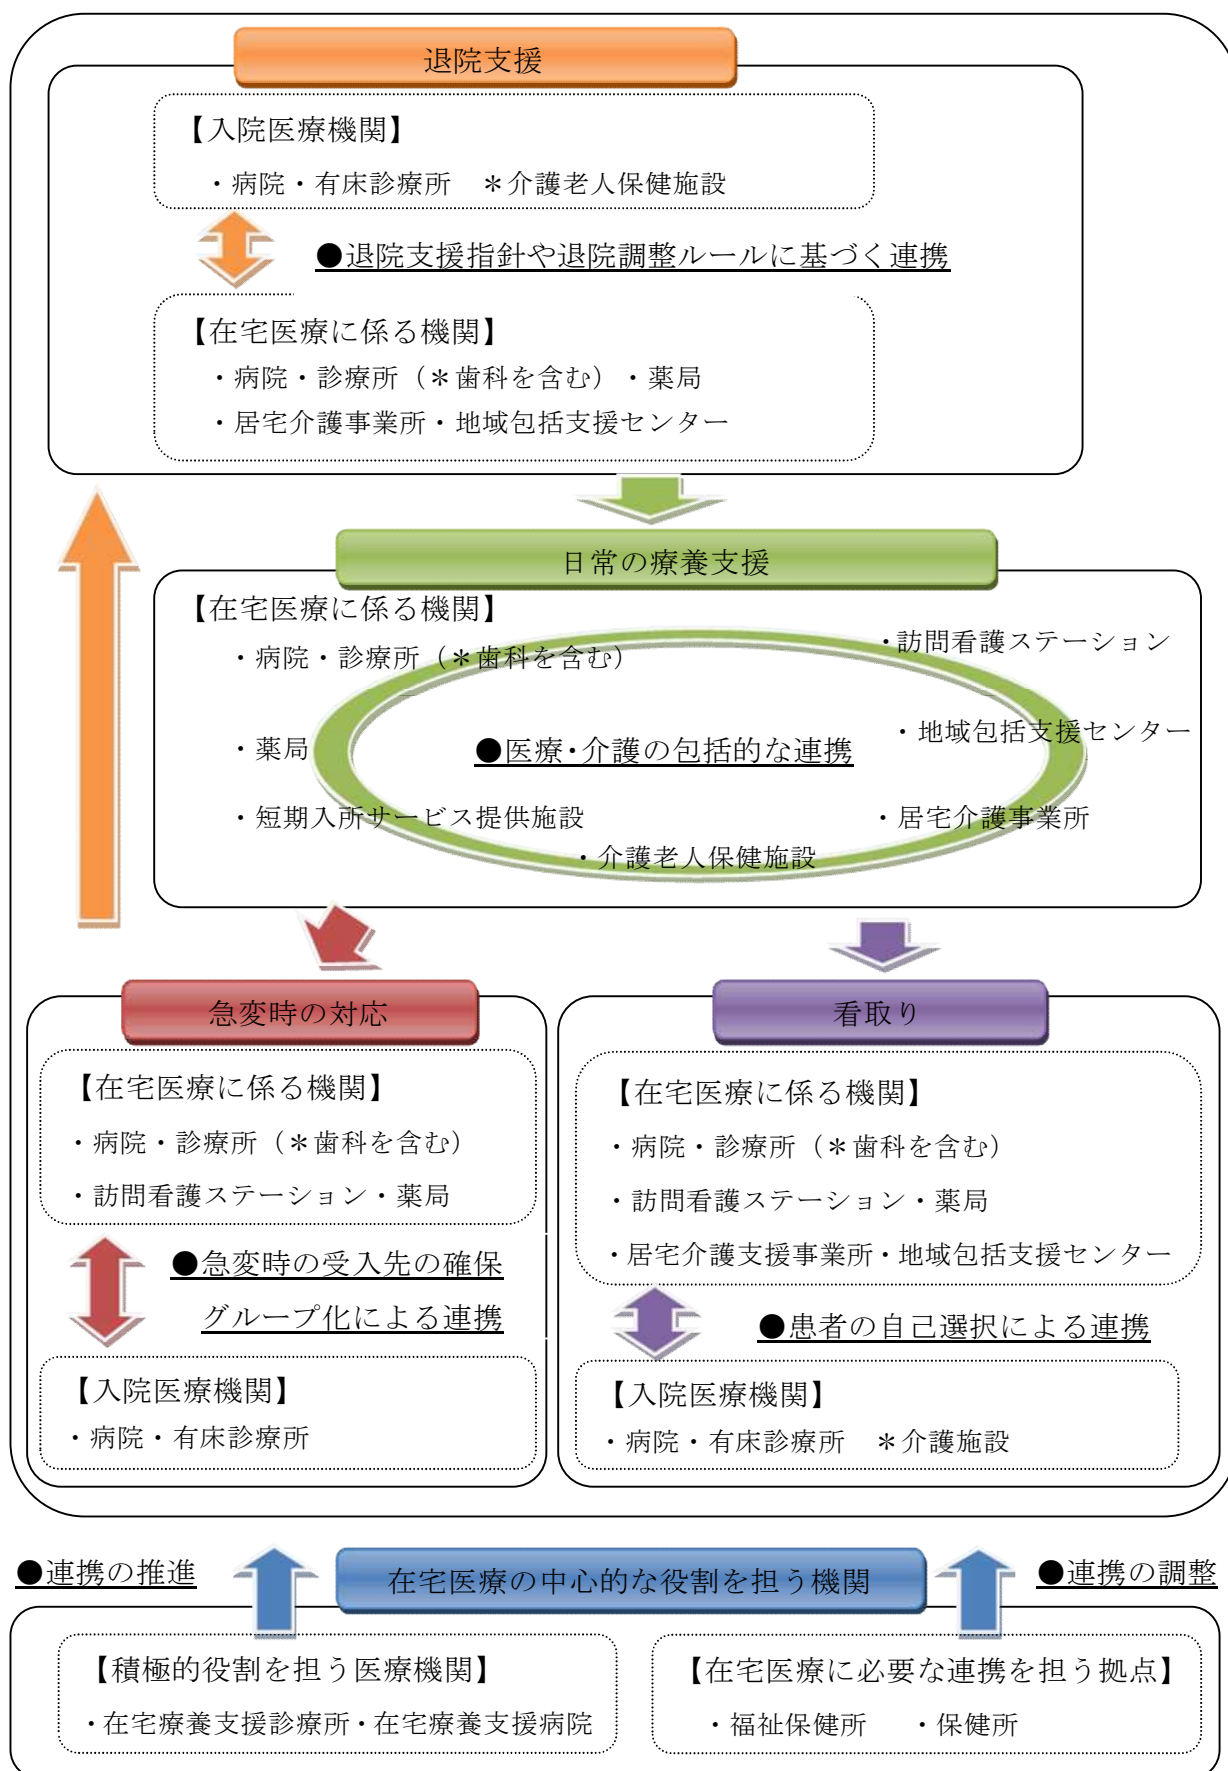 退院支援
【入院医療機関】
・病院・有床診療所　＊介護老人保健施設
●退院支援指針や退院調整ルールに基づく連携
【在宅医療に係る機関】
・病院・診療所（＊歯科を含む）・薬局
・居宅介護事業所・地域包括支援センター
日常の療養支援
【在宅医療に係る機関】
・病院・診療所（＊歯科を含む）
・訪問看護ステーション
・薬局
●医療・介護の包括的な連携
・地域包括支援センター
・短期入所サービス提供施設
・居宅介護事業所
・介護老人保健施設
急変時の対応
【在宅医療に係る機関】
・病院・診療所（＊歯科を含む）
・訪問看護ステーション・薬局
●急変時の受入先の確保
グループ化による連携
【入院医療機関】
・病院・有床診療所
看取り
【在宅医療に係る機関】
・病院・診療所（＊歯科を含む）
・訪問看護ステーション・薬局
・居宅介護支援事業所・地域包括支援センター
●患者の自己選択による連携
【入院医療機関】
・病院・有床診療所　＊介護施設
●連携の推進
在宅医療の中心的な役割を担う機関
●連携の調整
【積極的役割を担う医療機関】
・在宅療養支援診療所・在宅療養支援病院
【在宅医療に必要な連携を担う拠点】
・福祉保健所　・保健所